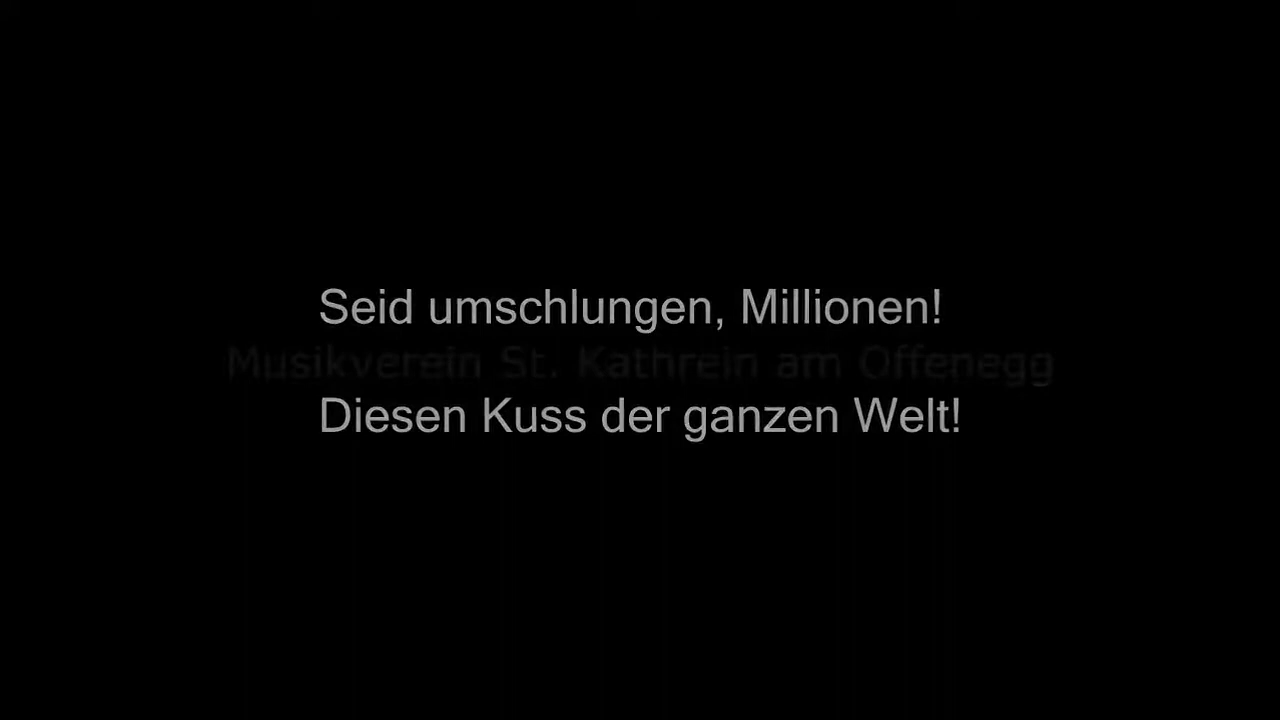 Seid umschlungen, Millionen!
Musikverein St. Kathrein am Offenegg
Diesen Kuss der ganzen Welt!